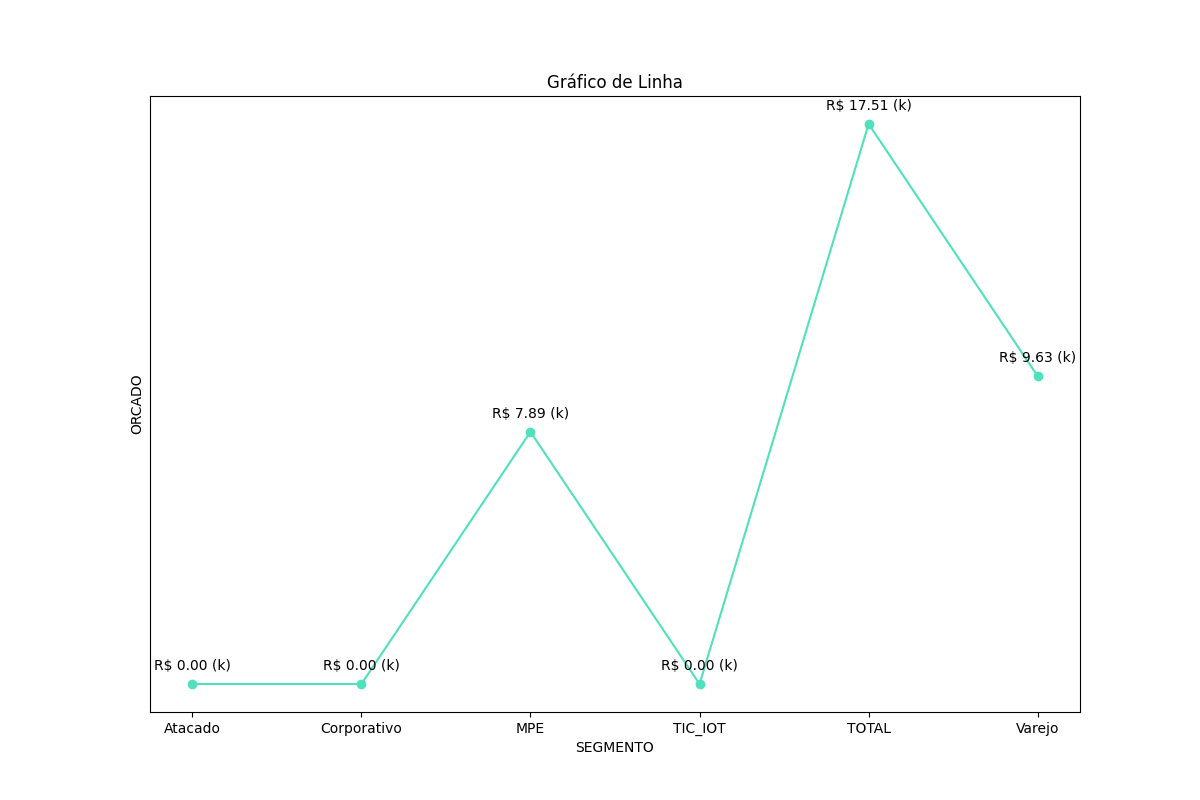 Gráfico de Linha
R$ 17.51 (k)
R$ 9.63 (k)
R$ 7.89 (k)
R$ 0.00 (k)
R$ 0.00 (k)
R$ 0.00 (k)
ORCADO
Atacado
Corporativo
MPE
TIC_IOT
TOTAL
Varejo
SEGMENTO